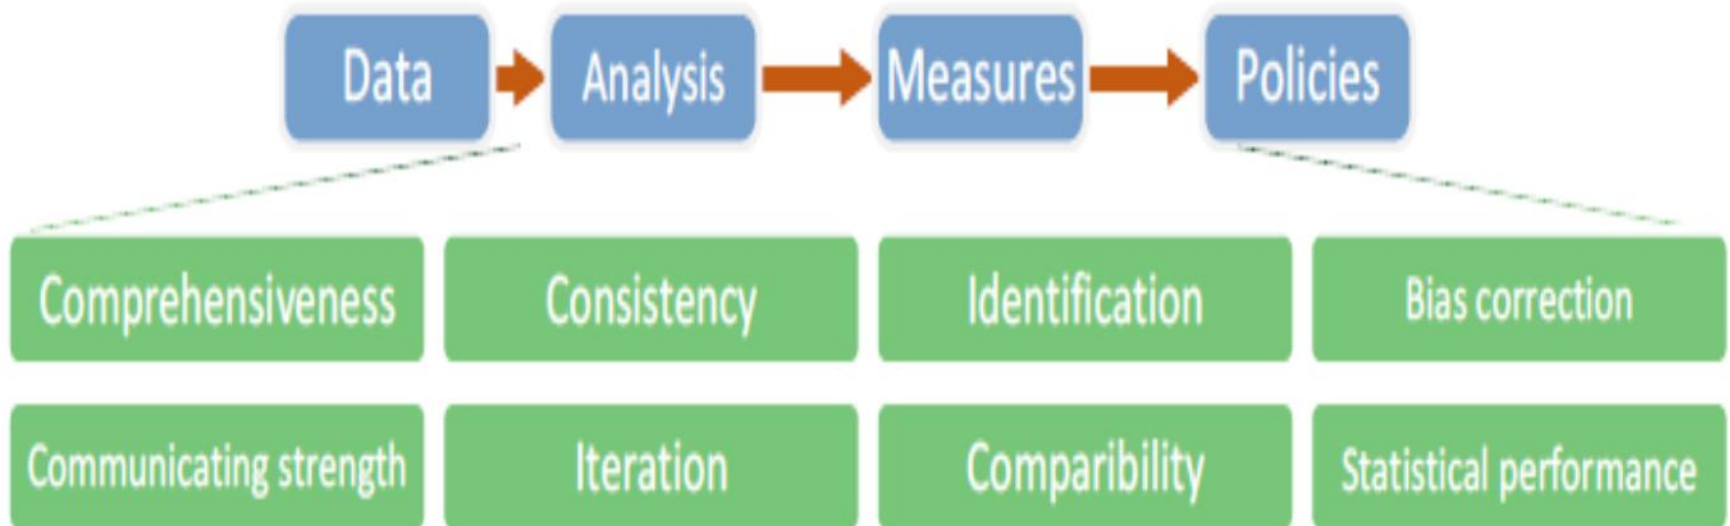 Data
Analysis
Measures
Policies
Comprehensiveness
Consistency
Identification
Bias correction
Communicating strength
Iteration
Comparibility
Statistical performance